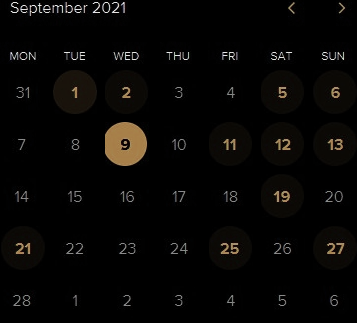 September 2021
MON TUE WED THU FRI SAT SUN
31 1 2 3 4 5 6
7 8 9 10 11 12 13
14 15 16 17 18 19 20
21 22 23 24 25 26 27
28 1 2 3 4 5 6